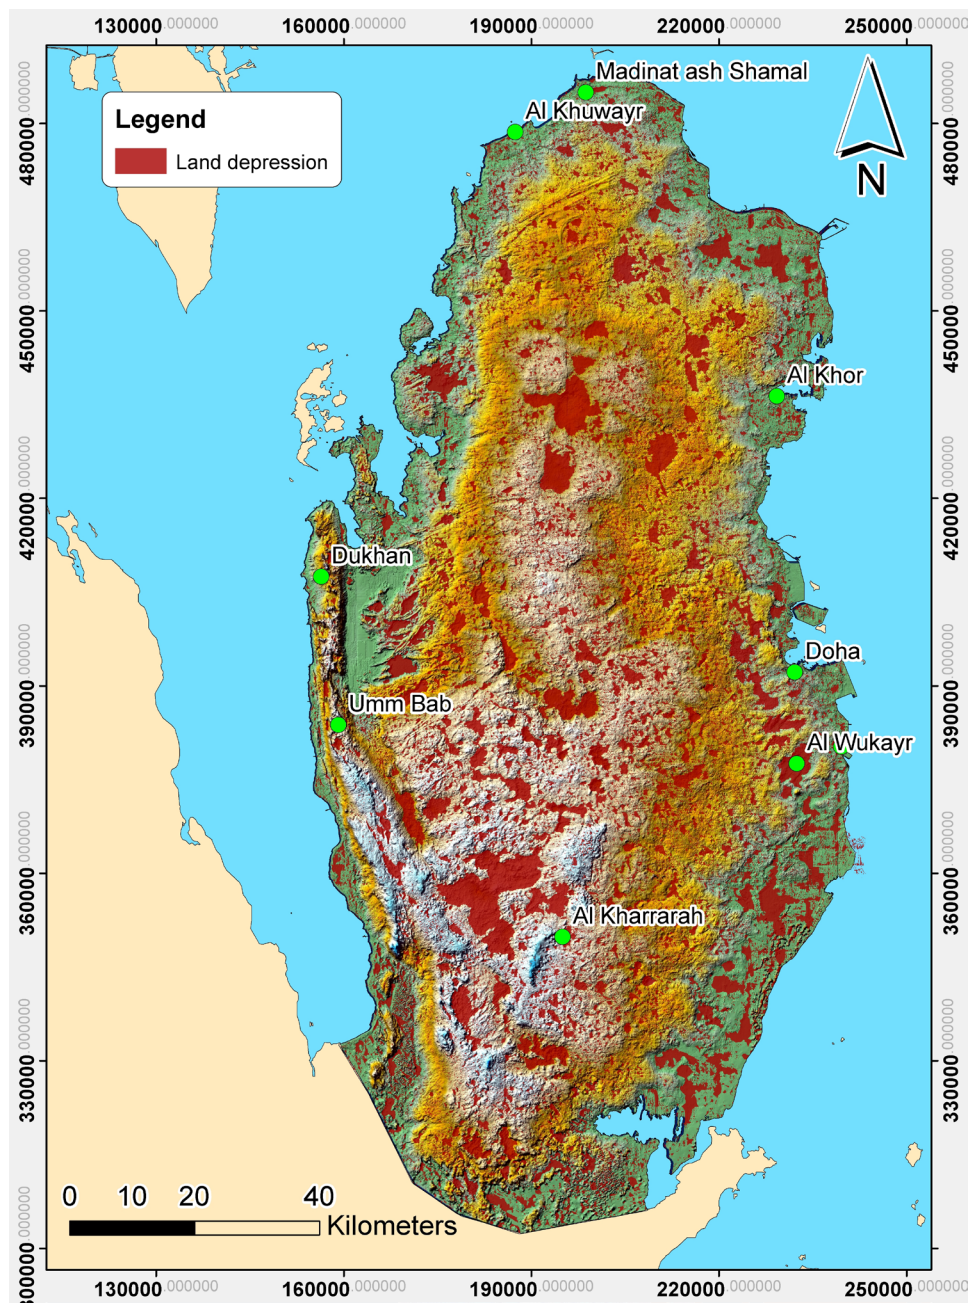 130000.000000 160000.000000 190000.000000 220000.000000 250000.000000
Madinat ash Shamal
Al Khuwayr
Legend
Land depression
N
480000.000000 480000.000000
450000.000000 450000.000000
Al Khor
420000.000000 420000.000000
Dukhan
Doha
390000.000000 390000.000000
Umm Bab
Al Wukayr
360000.000000 360000.000000
Al Kharrarah
330000.000000 330000.000000
0 10 20 40
Kilometers
300000.000000 300000.000000
130000.000000 160000.000000 190000.000000 220000.000000 250000.000000